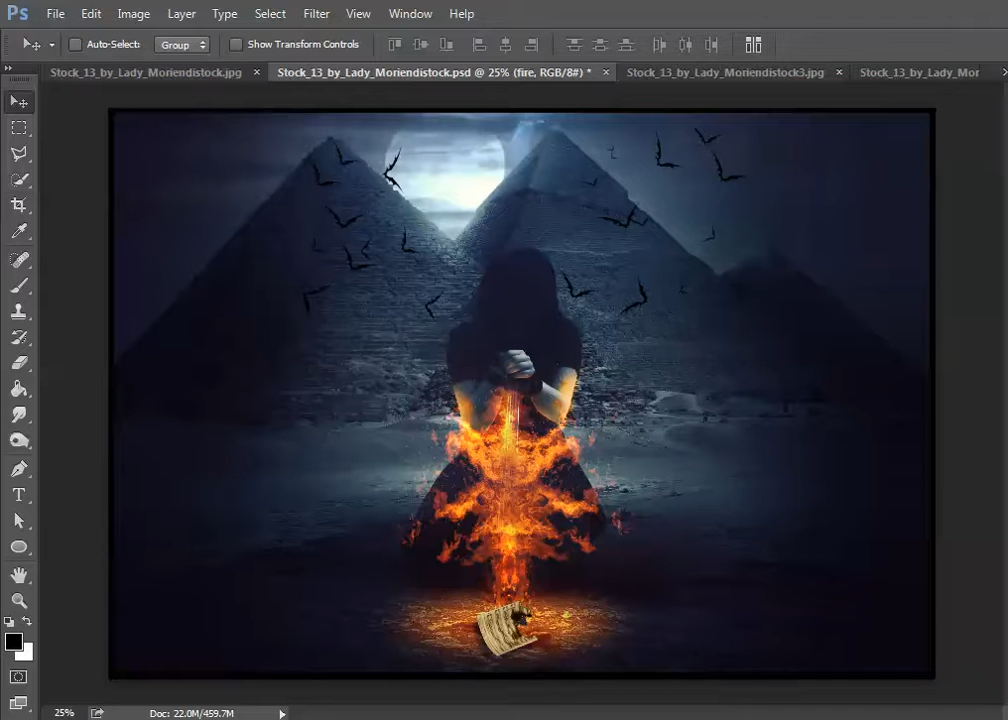 Ps File Edit Image Layer Type Select Filter View Window Help
Auto-Select: Group Show Transform Controls
Stock_13_by_Lady_Moriendistock.jpg × Stock_13_by_Lady_Moriendistock.psd @ 25% (fire, RGB/8#) * × Stock_13_by_Lady_Moriendistock3.jpg × Stock_13_by_Lady_Mor
T
25% Doc: 22.0M/459.7M